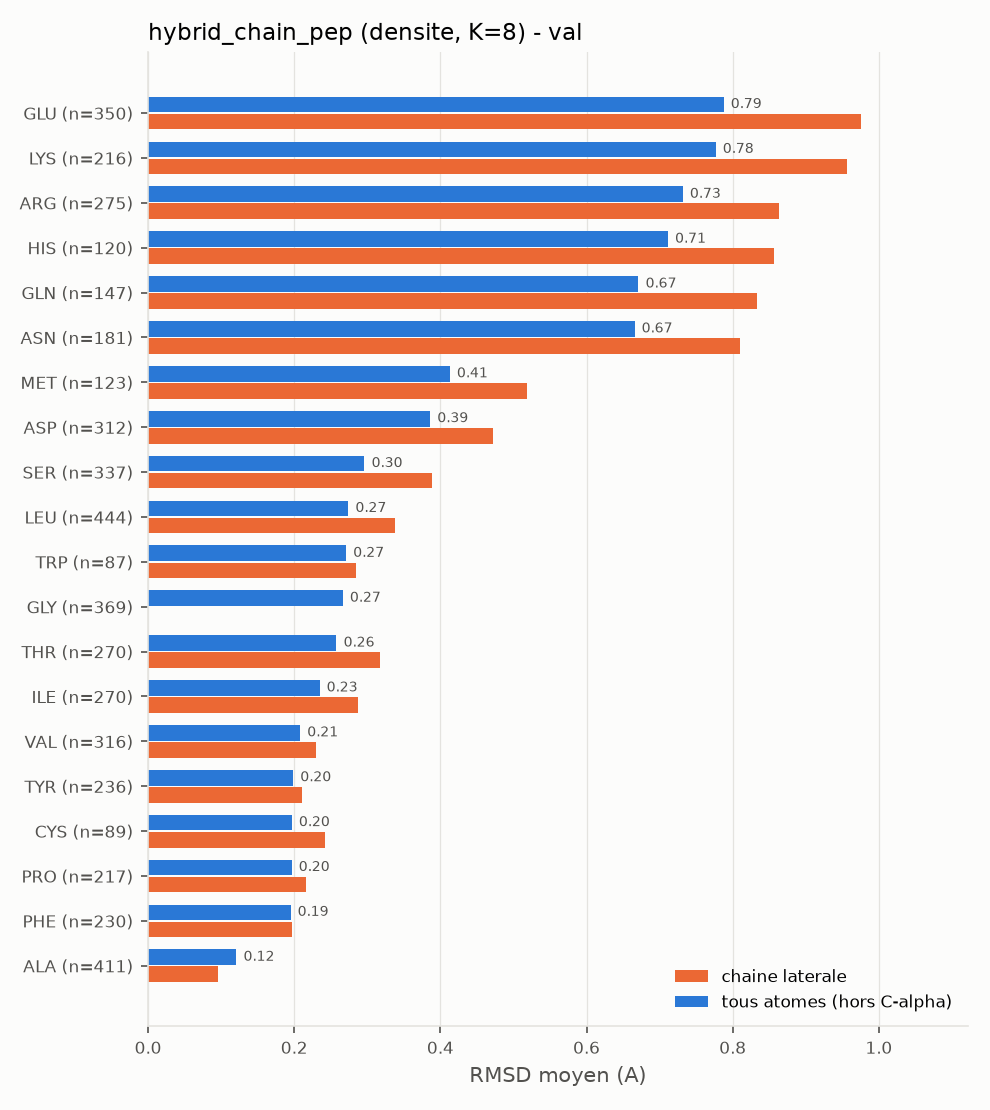 hybrid_chain_pep (densite, K=8) - val
GLU (n=350) 0.79
LYS (n=216) 0.78
ARG (n=275) 0.73
HIS (n=120) 0.71
GLN (n=147) 0.67
ASN (n=181) 0.67
MET (n=123) 0.41
ASP (n=312) 0.39
SER (n=337) 0.30
LEU (n=444) 0.27
TRP (n=87) 0.27
GLY (n=369) 0.27
THR (n=270) 0.26
ILE (n=270) 0.23
VAL (n=316) 0.21
TYR (n=236) 0.20
CYS (n=89) 0.20
PRO (n=217) 0.20
PHE (n=230) 0.19
ALA (n=411) 0.12
chaine laterale
tous atomes (hors C-alpha)
0.0 0.2 0.4 0.6 0.8 1.0
RMSD moyen (A)